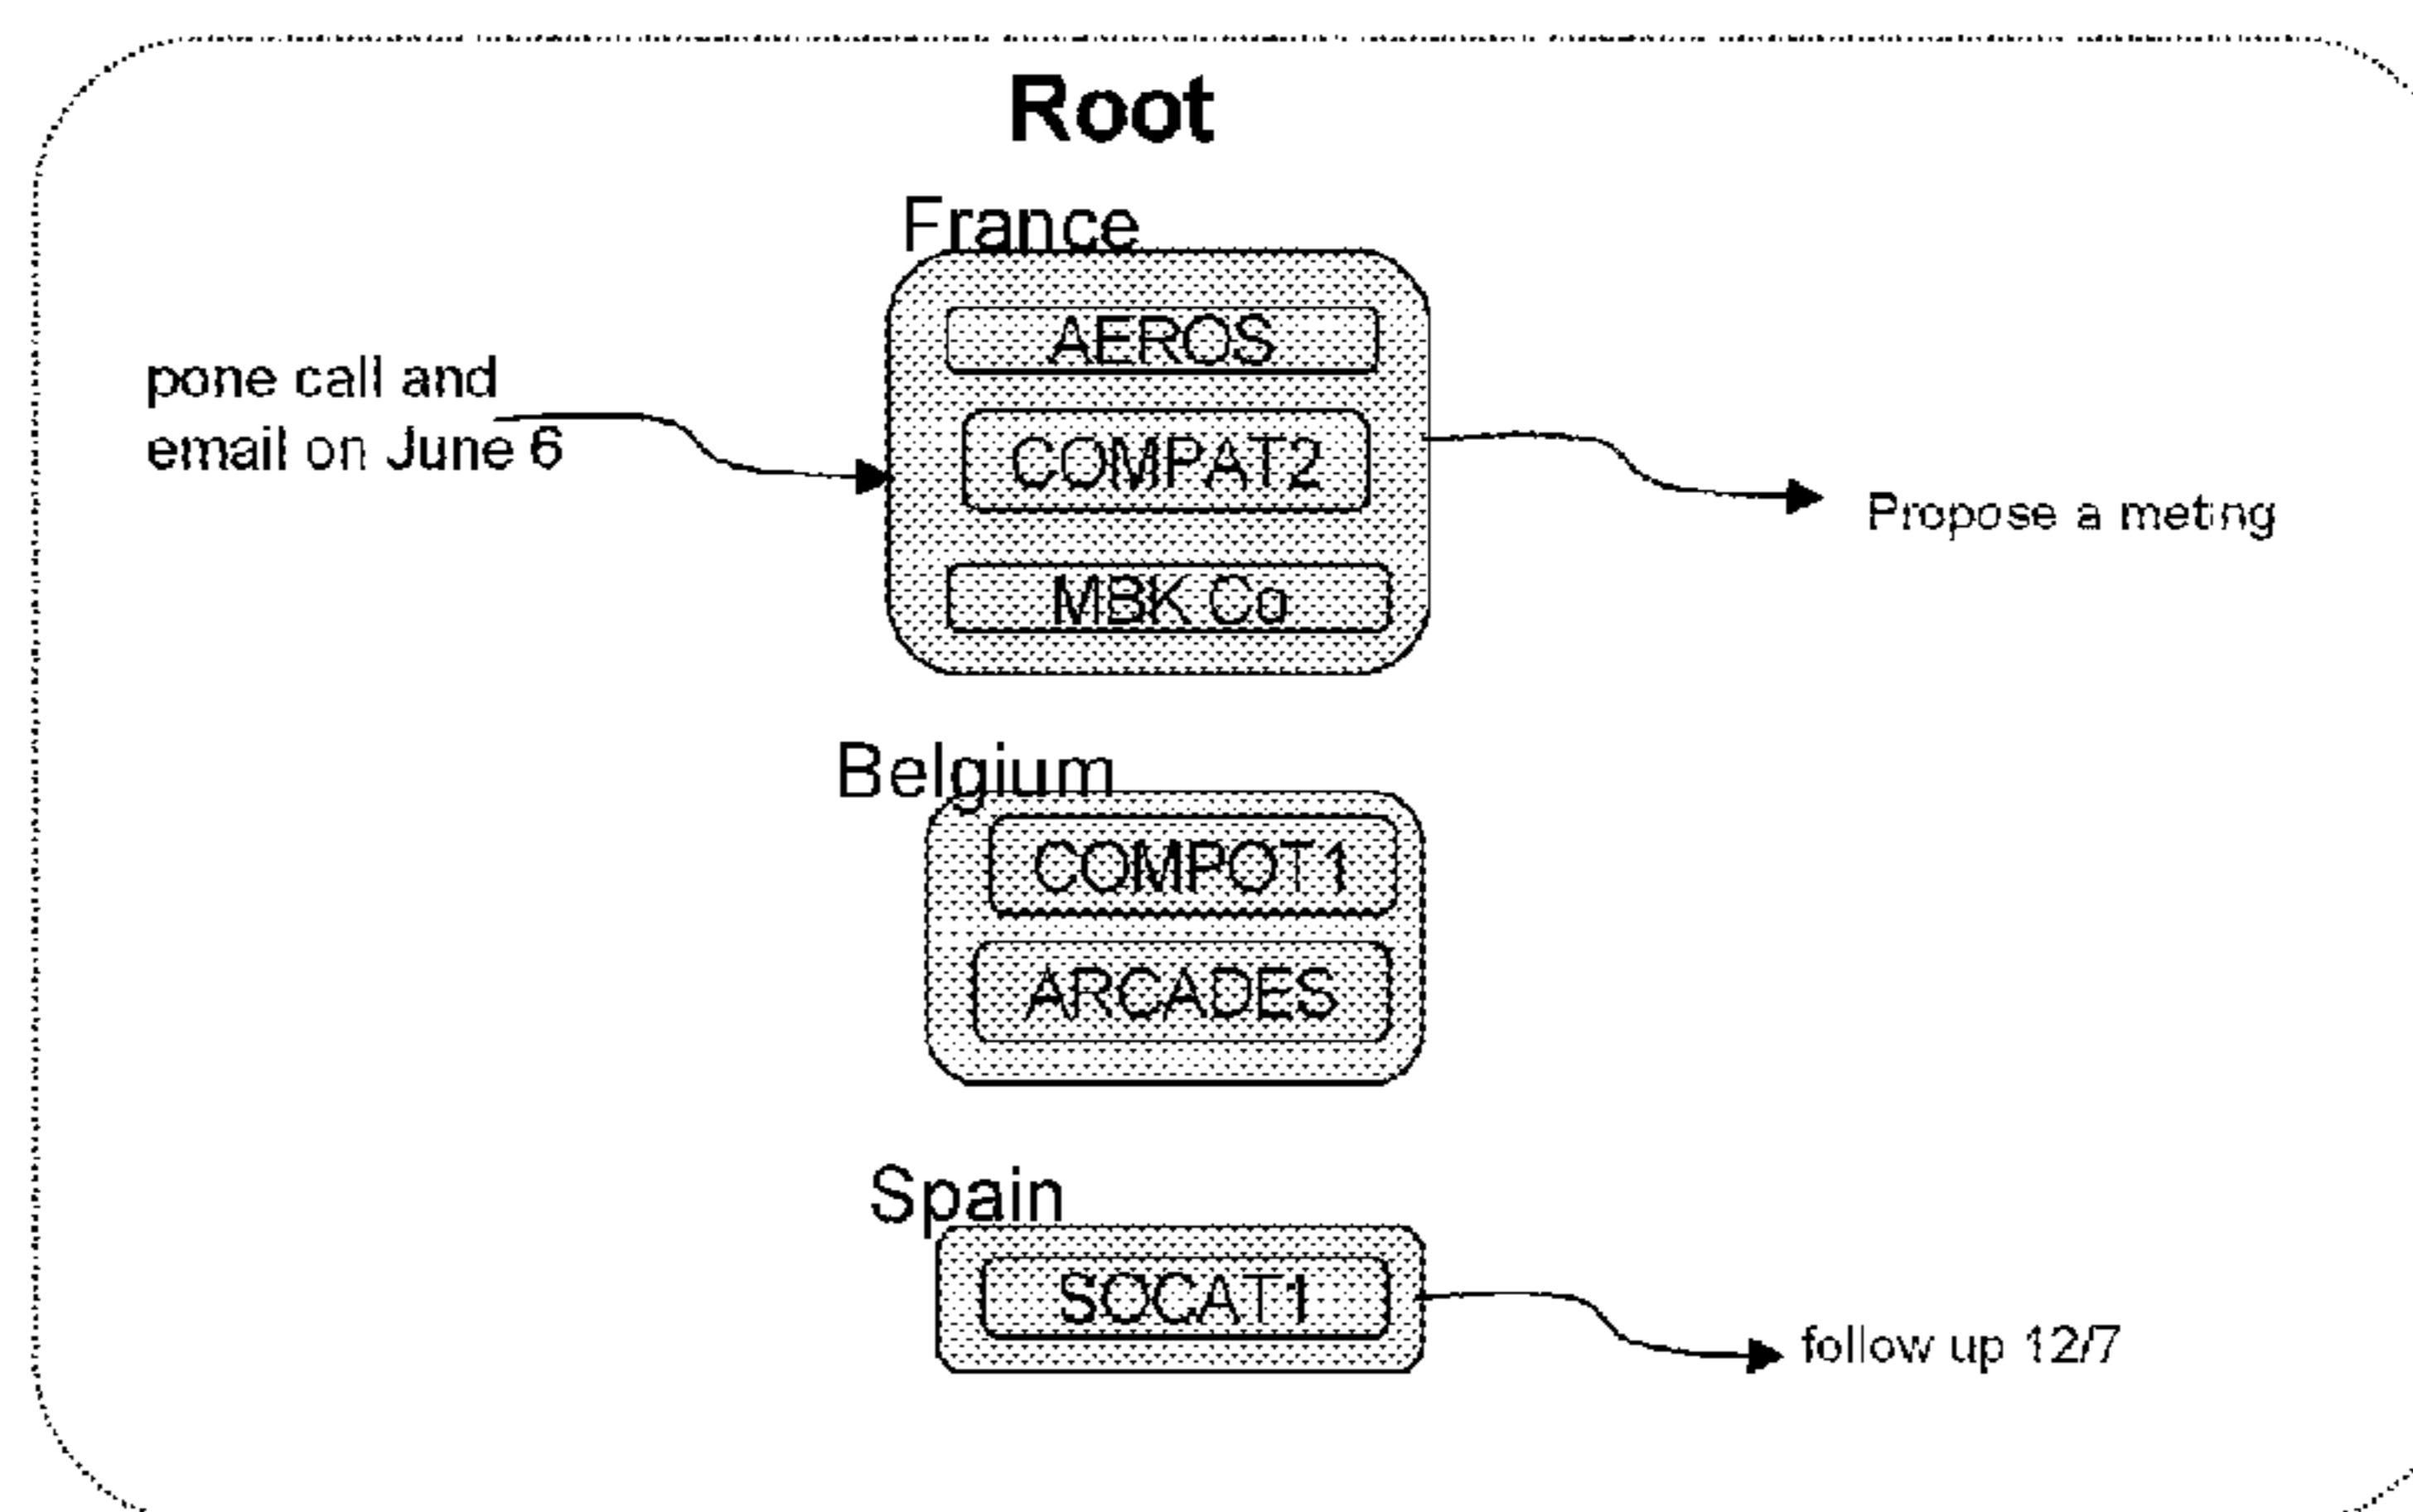 Root
France
AEROS
pone call and
email on June 6
COMPAT2
Propose a meting
MBK Co
Belgium
COMPOT1
ARCADES
Spain
SOCAT1
follow up 12/7